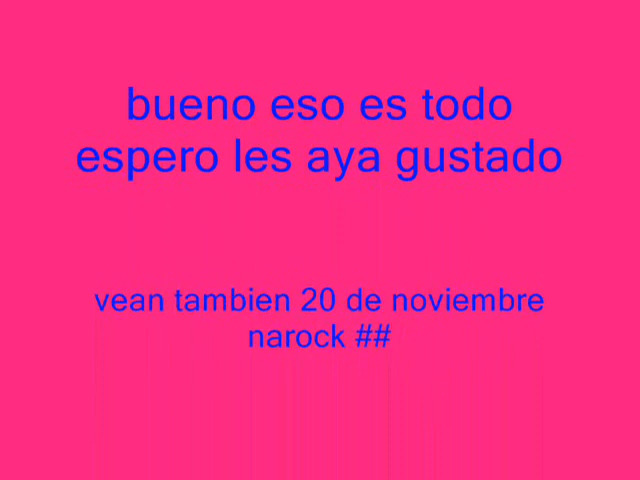 bueno eso es todo
espero les aya gustado
vean tambien 20 de noviembre
narock ##